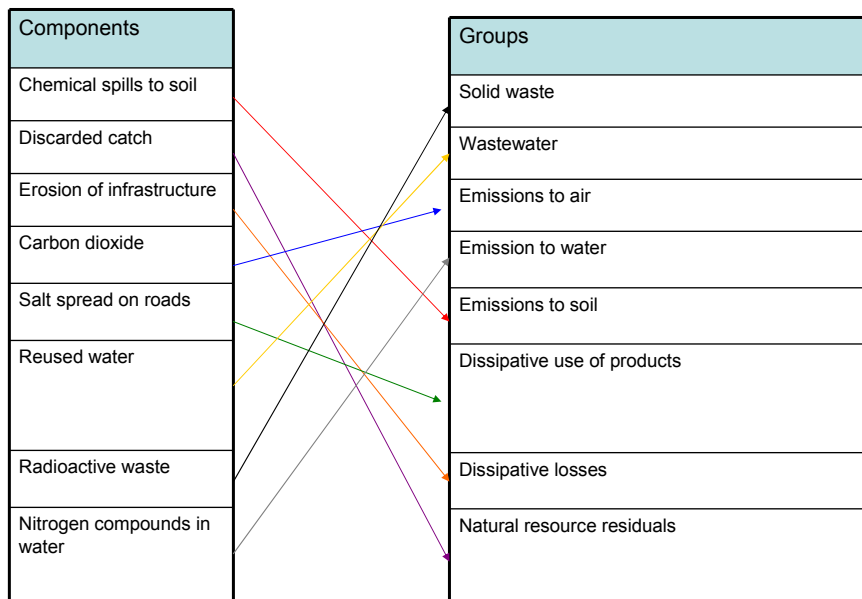 Components
Chemical spills to soil
Discarded catch
Erosion of infrastructure
Carbon dioxide
Salt spread on roads
Reused water
Radioactive waste
Nitrogen compounds in
water
Groups
Solid waste
Wastewater
Emissions to air
Emission to water
Emissions to soil
Dissipative use of products
Dissipative losses
Natural resource residuals